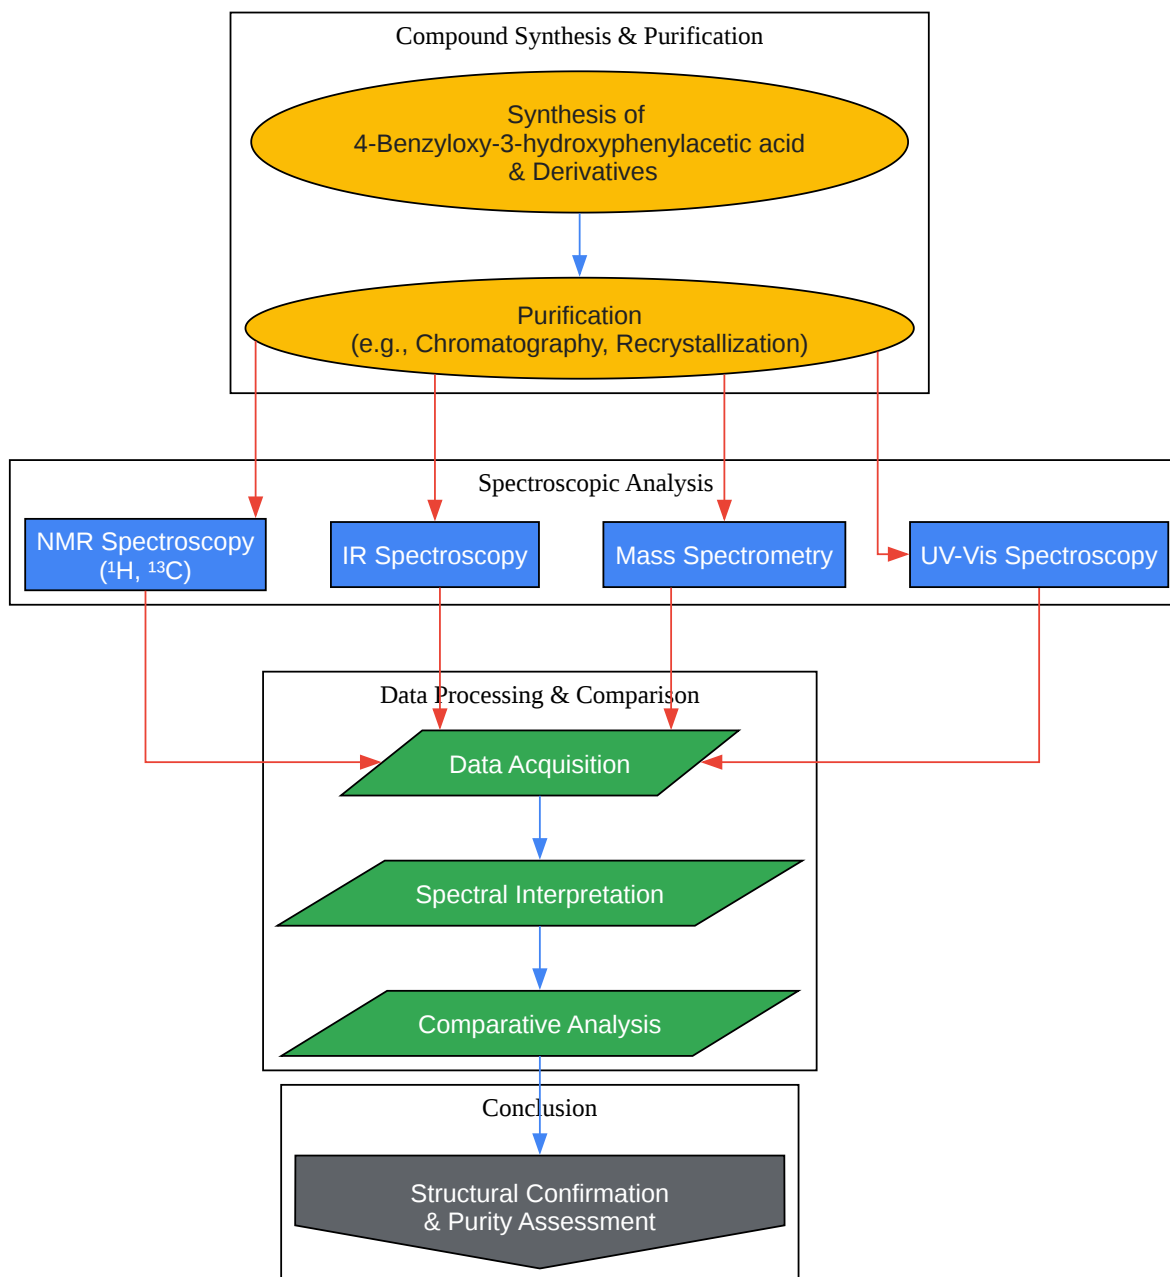 Compound Synthesis & Purification
Synthesis of
4-Benzyloxy-3-hydroxyphenylacetic acid
& Derivatives
Purification
(e.g., Chromatography, Recrystallization)
Spectroscopic Analysis
NMR Spectroscopy
(¹H, ¹³C)
IR Spectroscopy
Mass Spectrometry
UV-Vis Spectroscopy
Data Processing & Comparison
Data Acquisition
Spectral Interpretation
Comparative Analysis
Conclusion
Structural Confirmation
& Purity Assessment